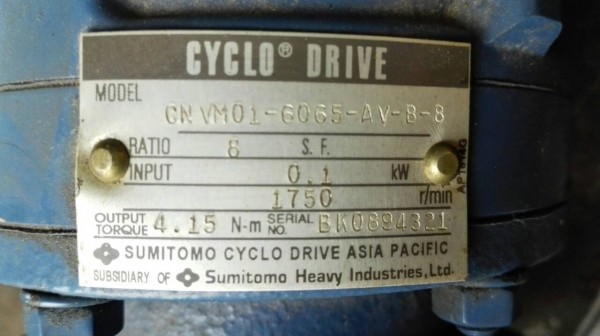 CYCLO® DRIVE
MODEL
CNVM01-6065-AV-B-8
RATIO 8 S. F.
INPUT 0.1 kW
1750 r/min
OUTPUT TORQUE 4.15 N-m SERIAL NO. BK0894321
SUMITOMO CYCLO DRIVE ASIA PACIFIC
SUBSIDIARY OF Sumitomo Heavy Industries, Ltd.